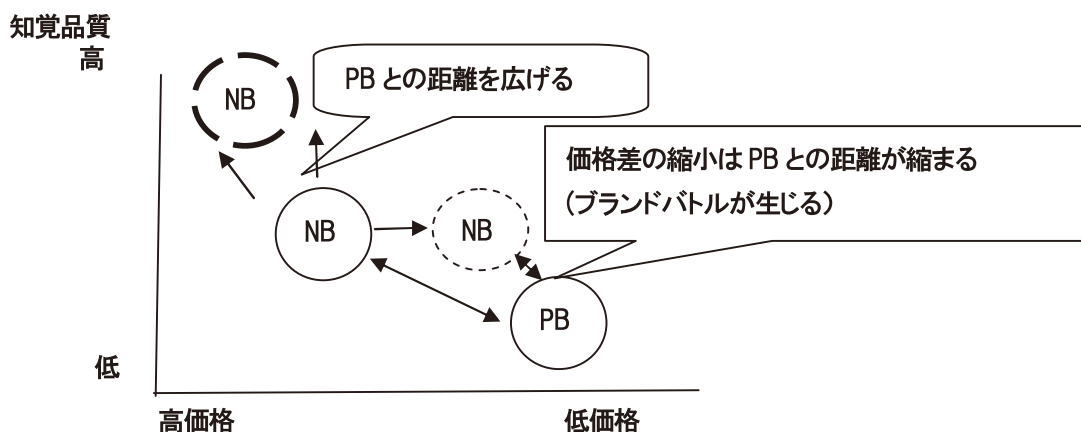 知覚品質
高
NB
PB との距離を広げる
価格差の縮小は PB との距離が縮まる
(ブランドバトルが生じる)
NB
NB
PB
低
高価格
低価格